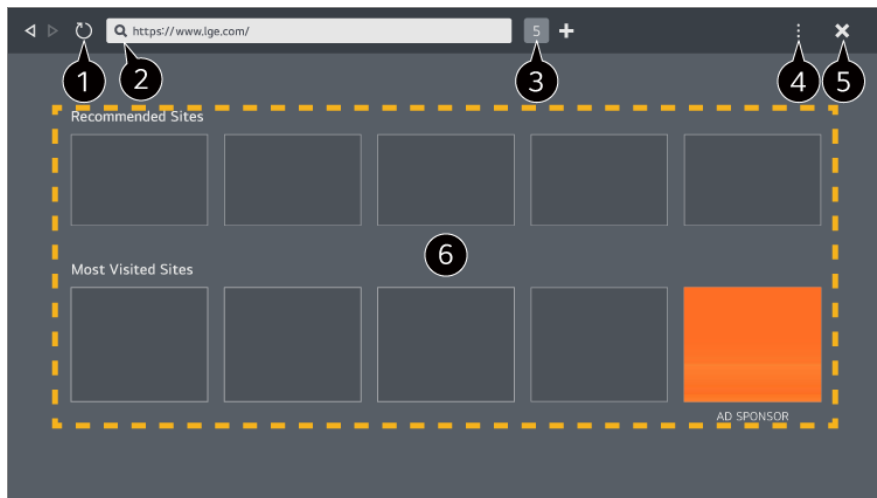 https://www.lge.com/ 5
1 2 3 4 5
Recommended Sites
6
Most Visited Sites
AD SPONSOR